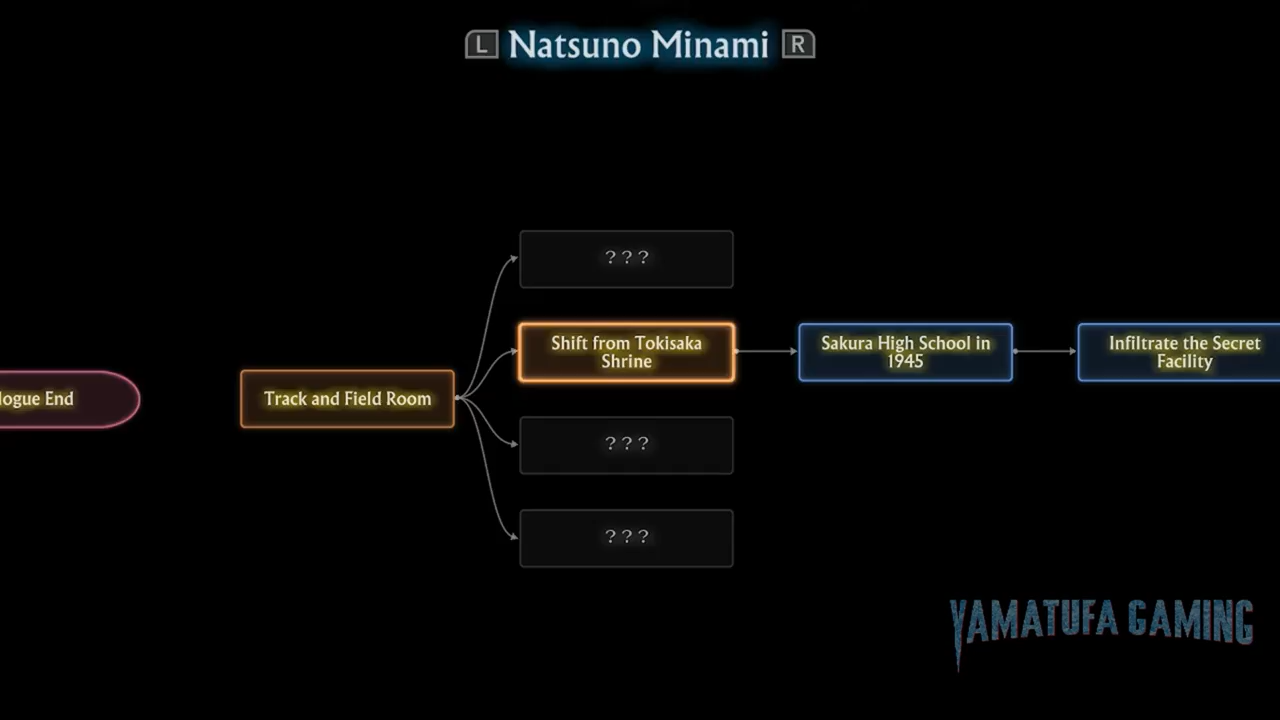 L Natsuno Minami R
? ? ?
Shift from Tokisaka
Shrine
Sakura High School in
1945
Infiltrate the Secret
Facility
logue End
Track and Field Room
? ? ?
? ? ?
YAMATUFA GAMING